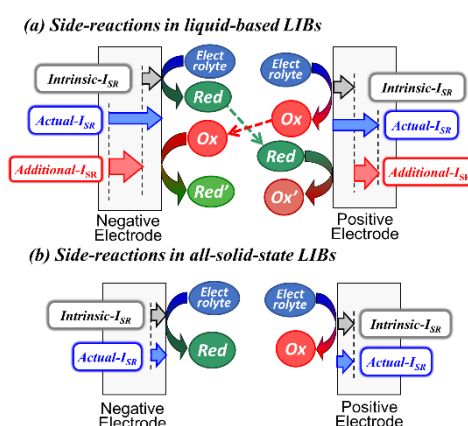 (a) Side-reactions in liquid-based LIBs
Elect
rolyte
Elect
rolyte
Intrinsic-ISR
Intrinsic-ISR
Red
Actual-ISR
Ox
Actual-ISR
Ox
Red
Additional-ISR
Additional-ISR
Red'
Ox'
Negative
Electrode
Positive
Electrode
(b) Side-reactions in all-solid-state LIBs
Elect
rolyte
Elect
rolyte
Intrinsic-ISR
Intrinsic-ISR
Actual-ISR
Red
Ox
Actual-ISR
Negative
Electrode
Positive
Electrode